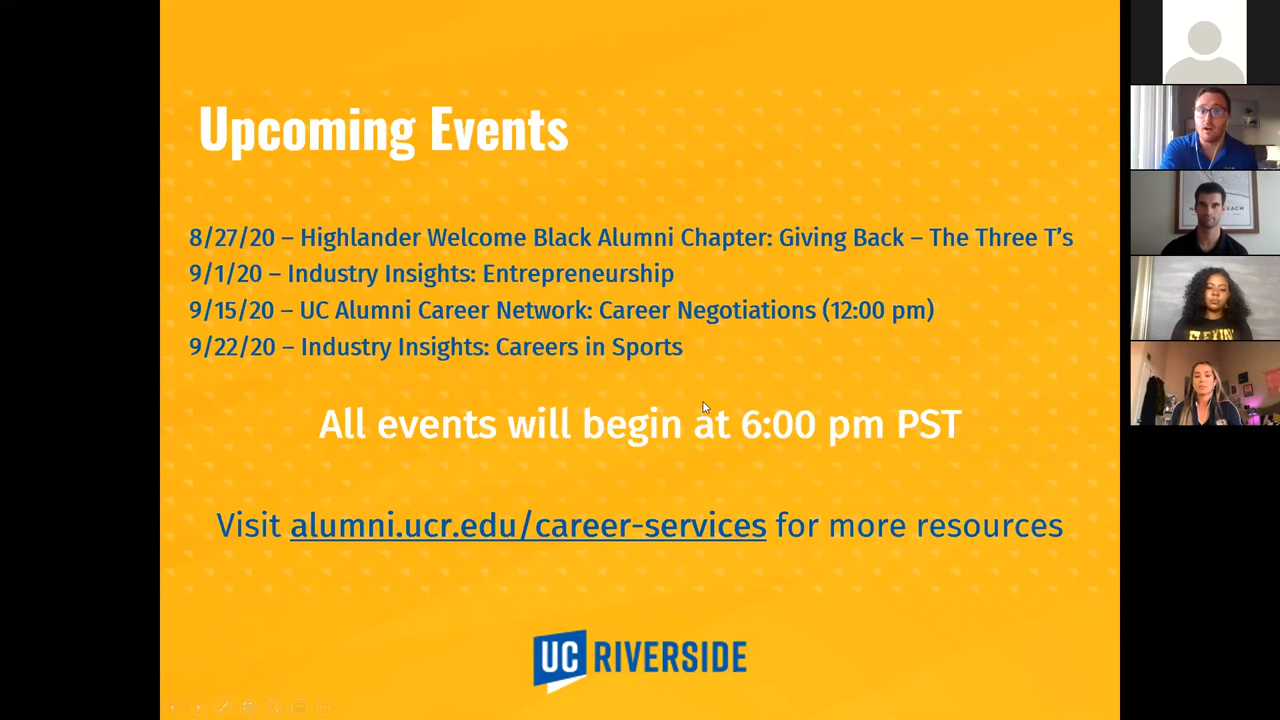 Upcoming Events
8/27/20 – Highlander Welcome Black Alumni Chapter: Giving Back – The Three T's
9/1/20 – Industry Insights: Entrepreneurship
9/15/20 – UC Alumni Career Network: Career Negotiations (12:00 pm)
9/22/20 – Industry Insights: Careers in Sports
All events will begin at 6:00 pm PST
Visit alumni.ucr.edu/career-services for more resources
UC RIVERSIDE